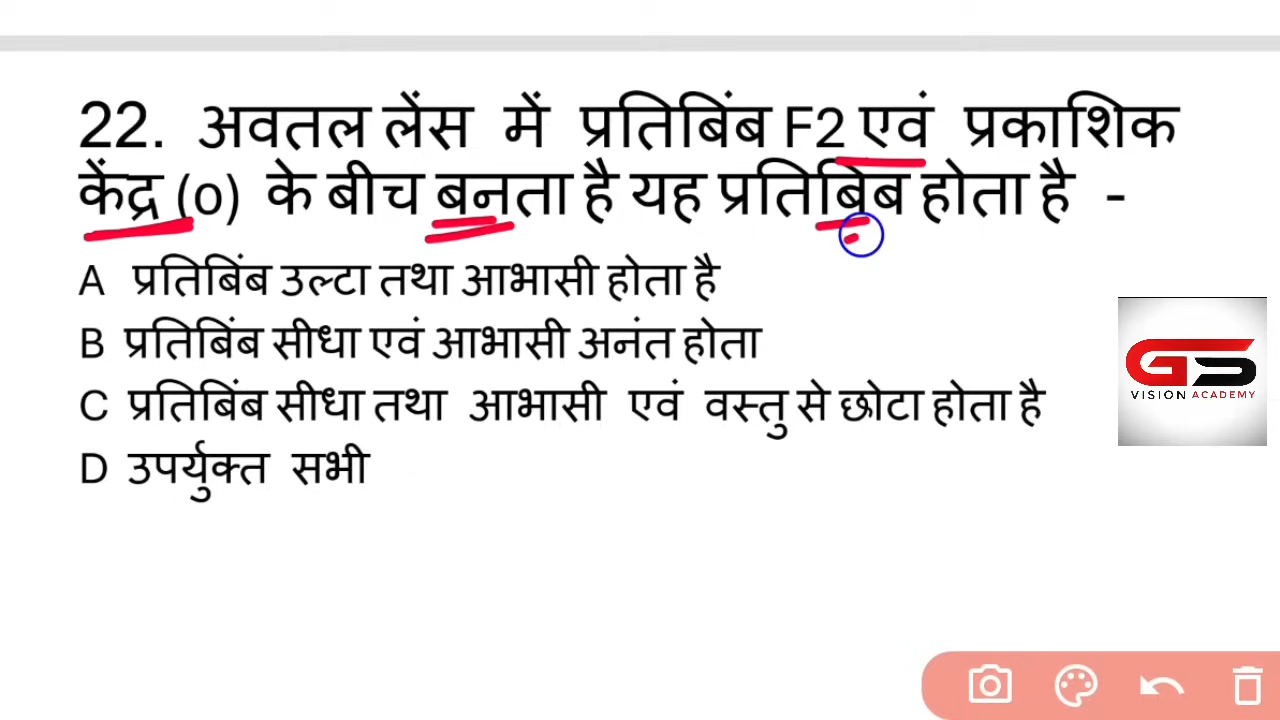 22. अवतल लेंस में प्रतिबिंब F2 एवं प्रकाशिक
केंद्र (o) के बीच बनता है यह प्रतिबिंब होता है -
A प्रतिबिंब उल्टा तथा आभासी होता है
B प्रतिबिंब सीधा एवं आभासी अनंत होता
C प्रतिबिंब सीधा तथा आभासी एवं वस्तु से छोटा होता है
D उपर्युक्त सभी
GS
VISION ACADEMY